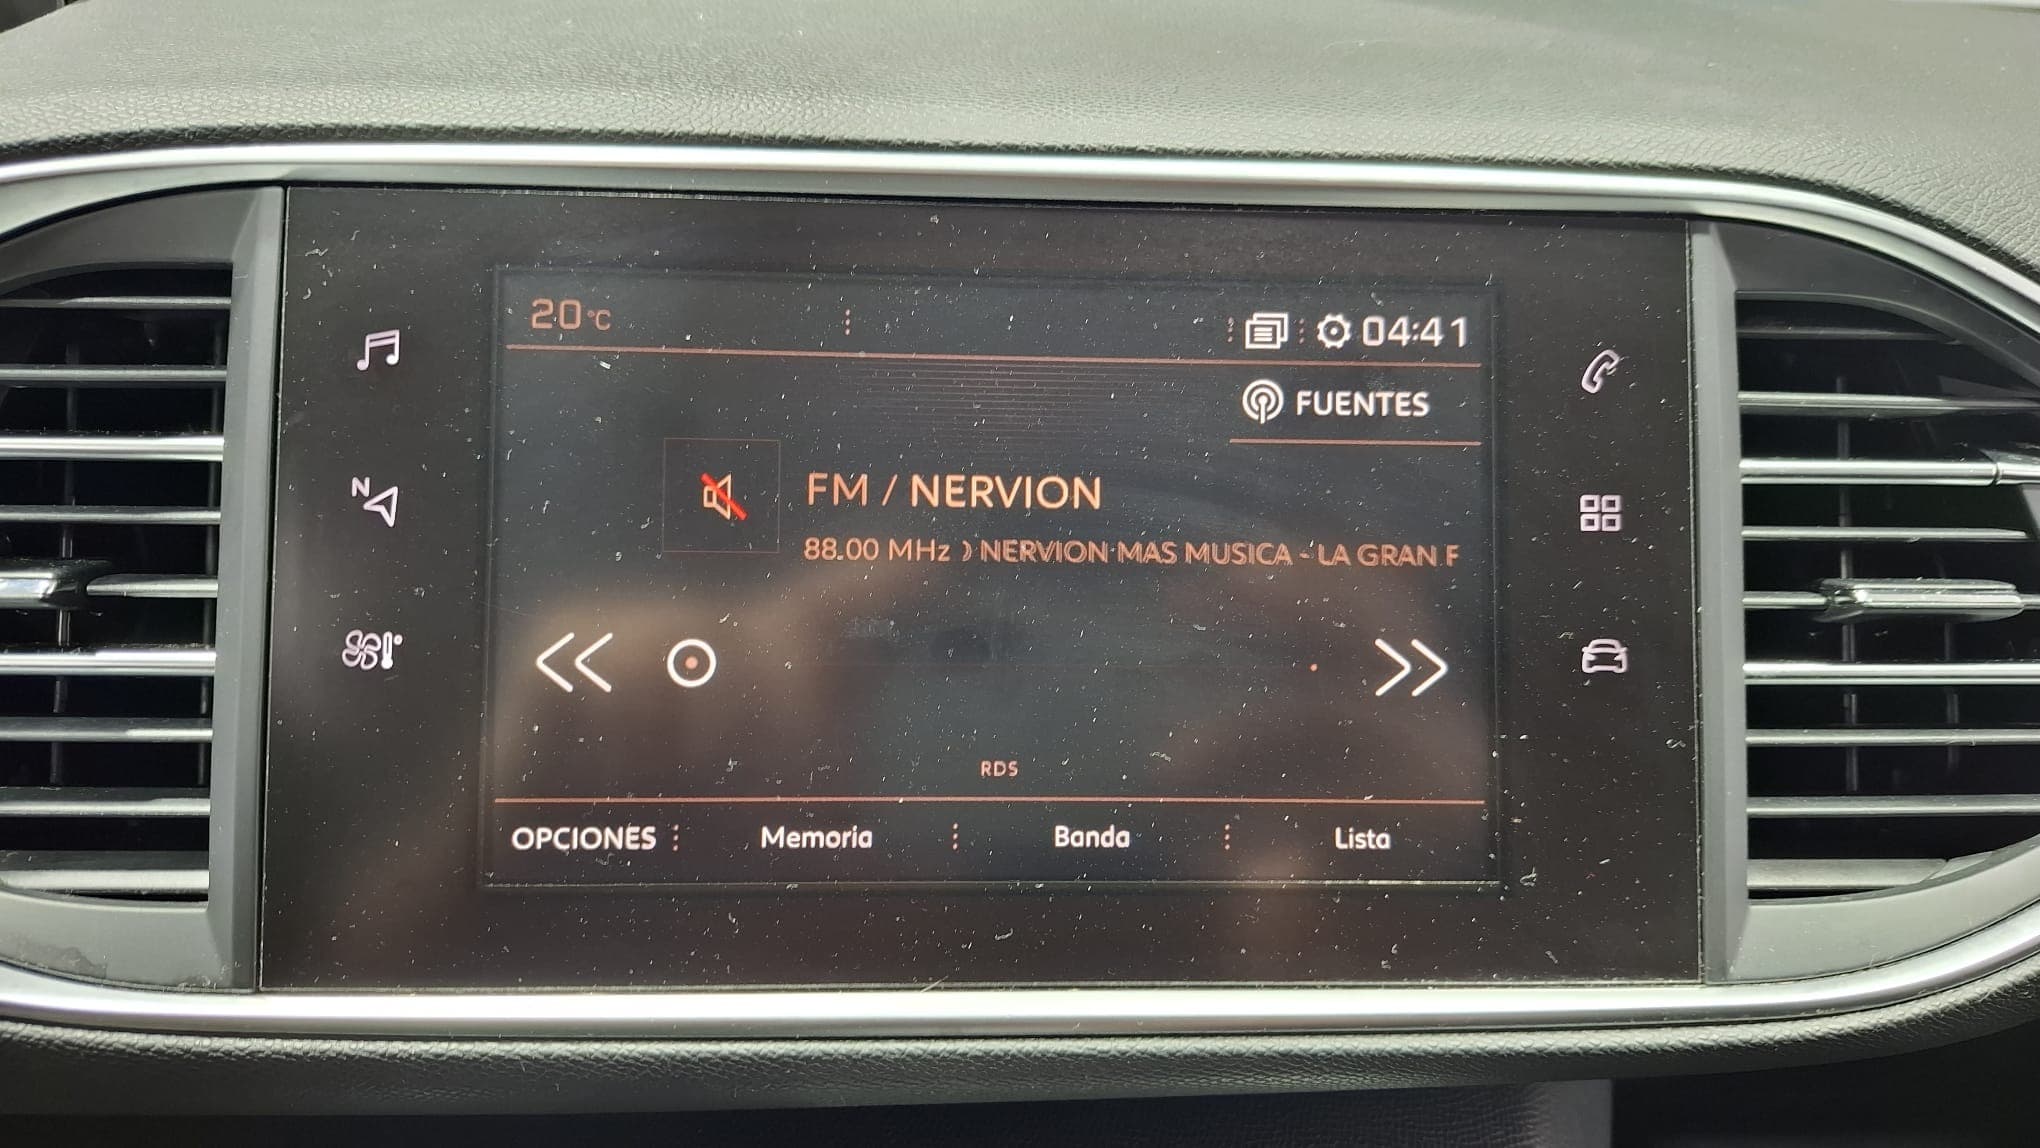 20°C
04:41
FUENTES
FM / NERVION
88.00 MHz NERVION MAS MUSICA - LA GRAN F
N
RDS
OPCIONES Memoria Banda Lista